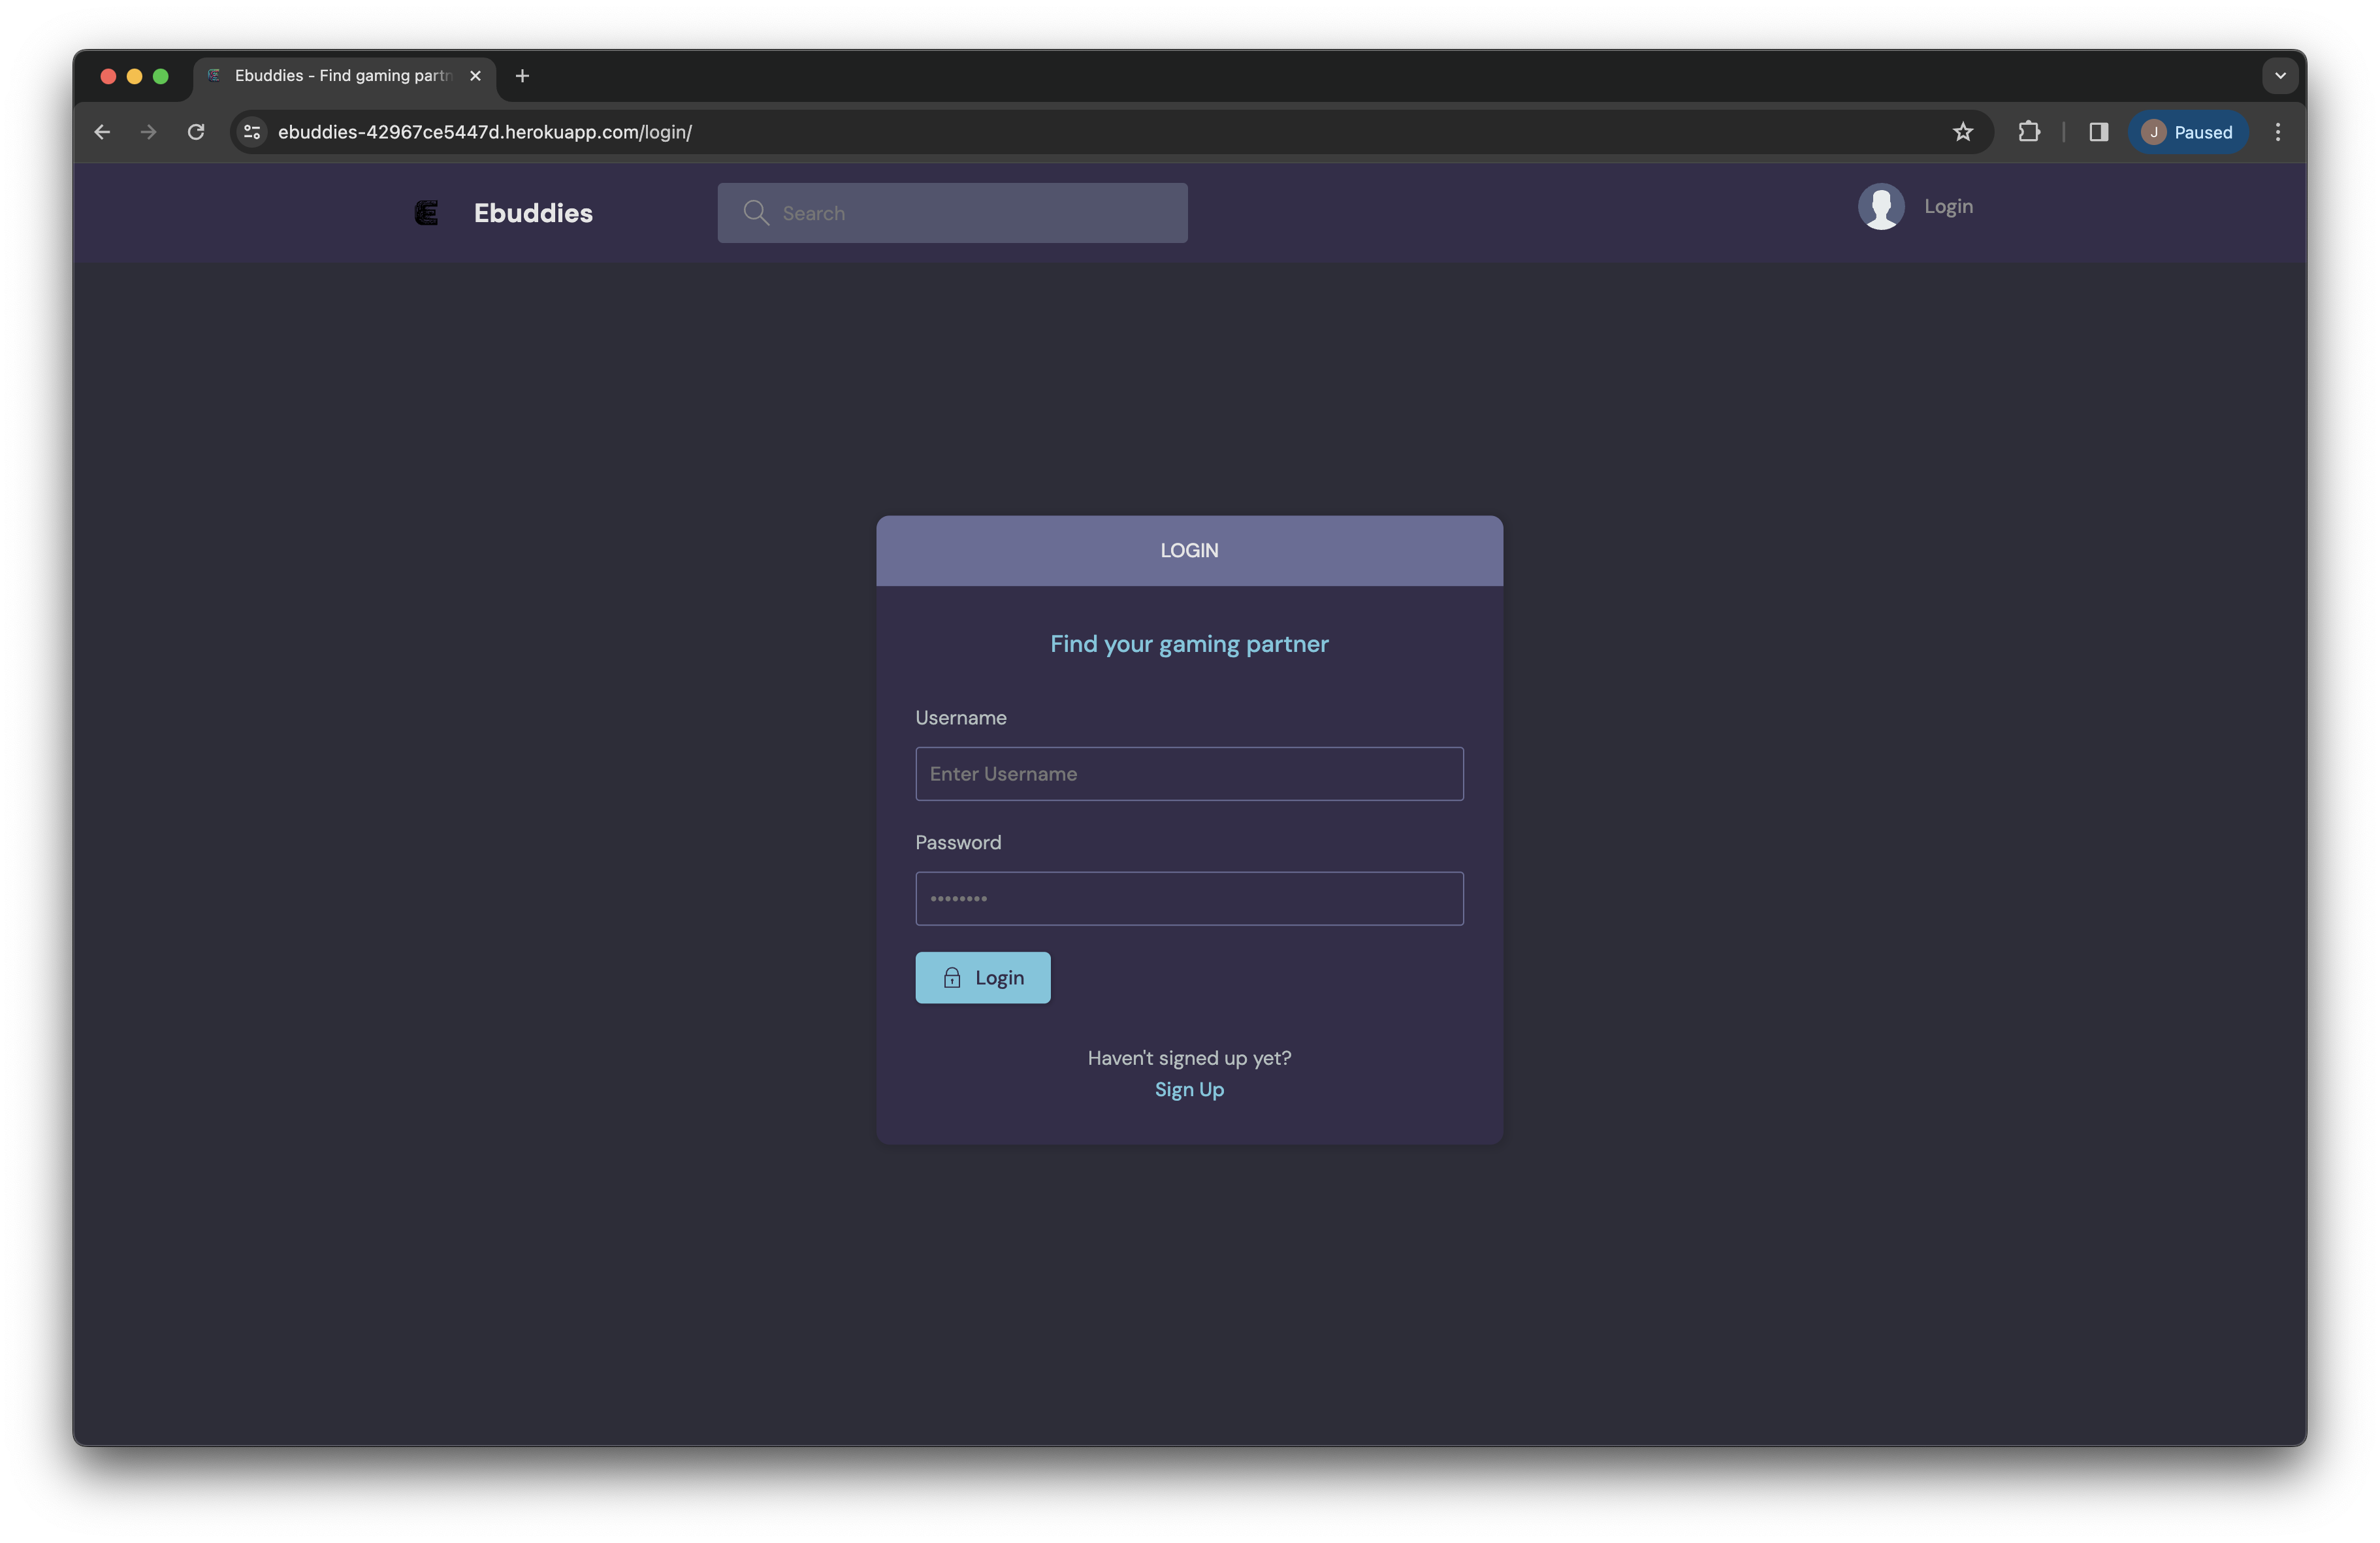 Ebuddies - Find gaming partn
ebuddies-42967ce5447d.herokuapp.com/login/
J Paused
Ebuddies
Search
Login
LOGIN
Find your gaming partner
Username
Enter Username
Password
••••••••
Login
Haven't signed up yet?
Sign Up